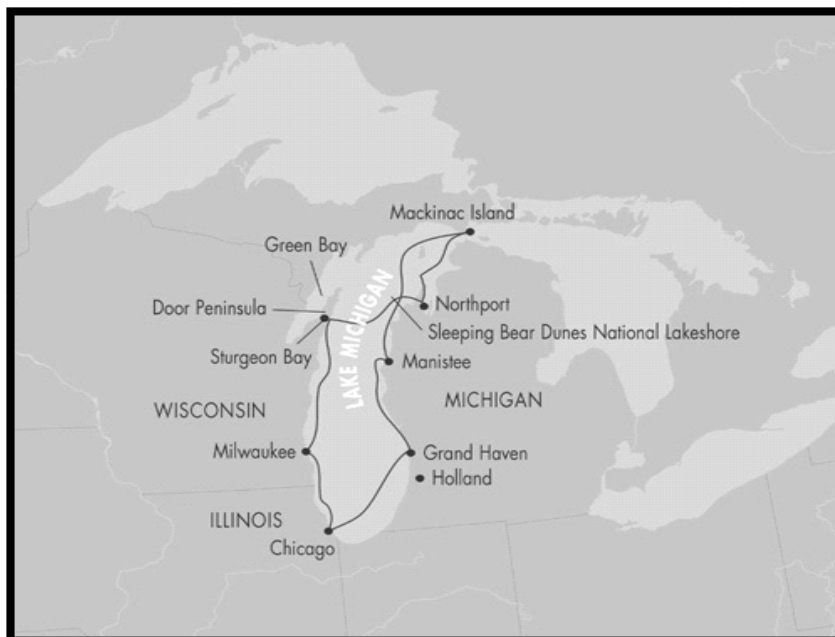 Mackinac Island
Green Bay
Door Peninsula
Northport
LAKE MICHIGAN
Sleeping Bear Dunes National Lakeshore
Sturgeon Bay
Manistee
WISCONSIN
MICHIGAN
Milwaukee
Grand Haven
Holland
ILLINOIS
Chicago